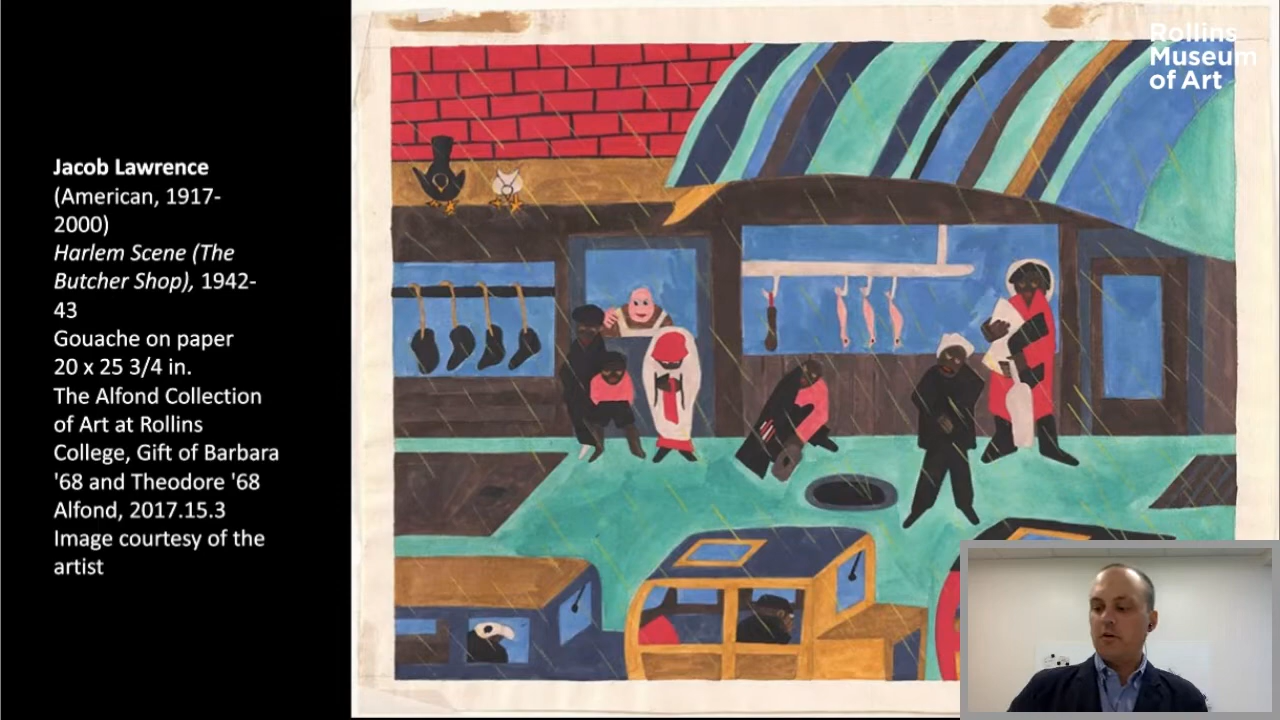 Jacob Lawrence
(American, 1917-
2000)
Harlem Scene (The
Butcher Shop), 1942-
43
Gouache on paper
20 x 25 3/4 in.
The Alfond Collection
of Art at Rollins
College, Gift of Barbara
'68 and Theodore '68
Alfond, 2017.15.3
Image courtesy of the
artist
Rollins
Museum
of Art